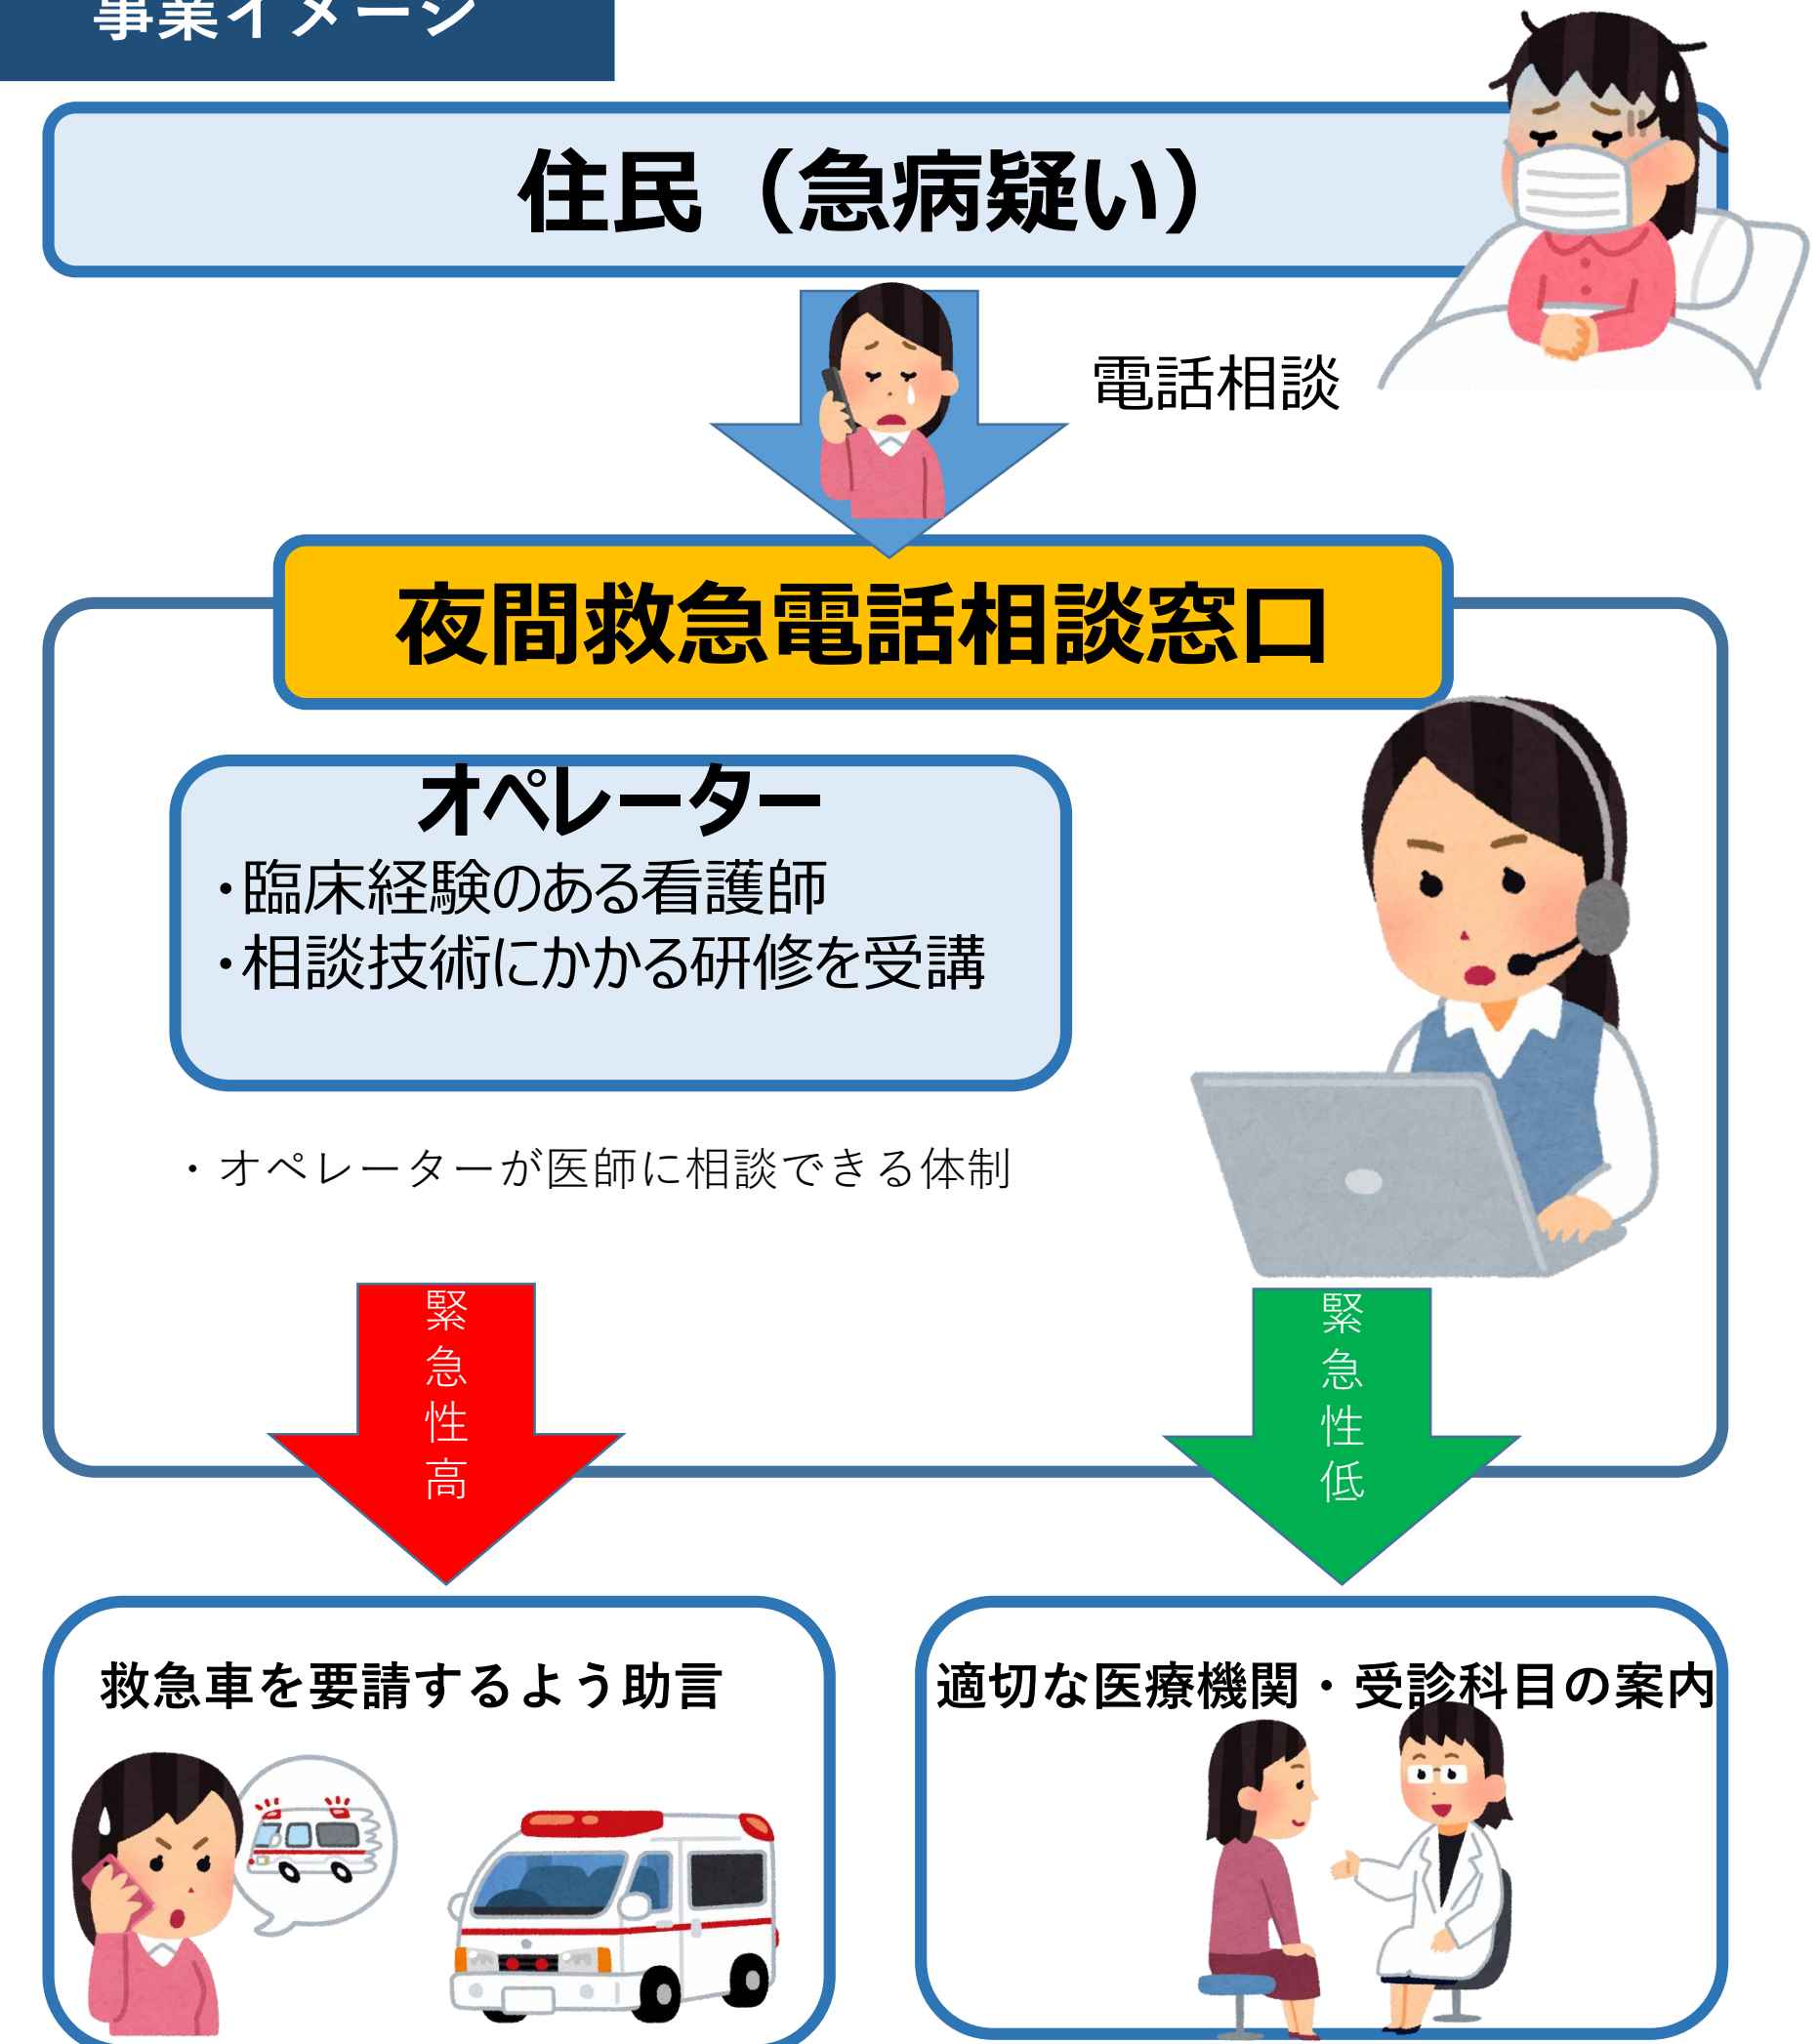 事業イメージ
住民（急病疑い）
電話相談
夜間救急電話相談窓口
オペレーター
・臨床経験のある看護師
・相談技術にかかる研修を受講
・オペレーターが医師に相談できる体制
緊急性高
緊急性低
救急車を要請するよう助言
適切な医療機関・受診科目の案内